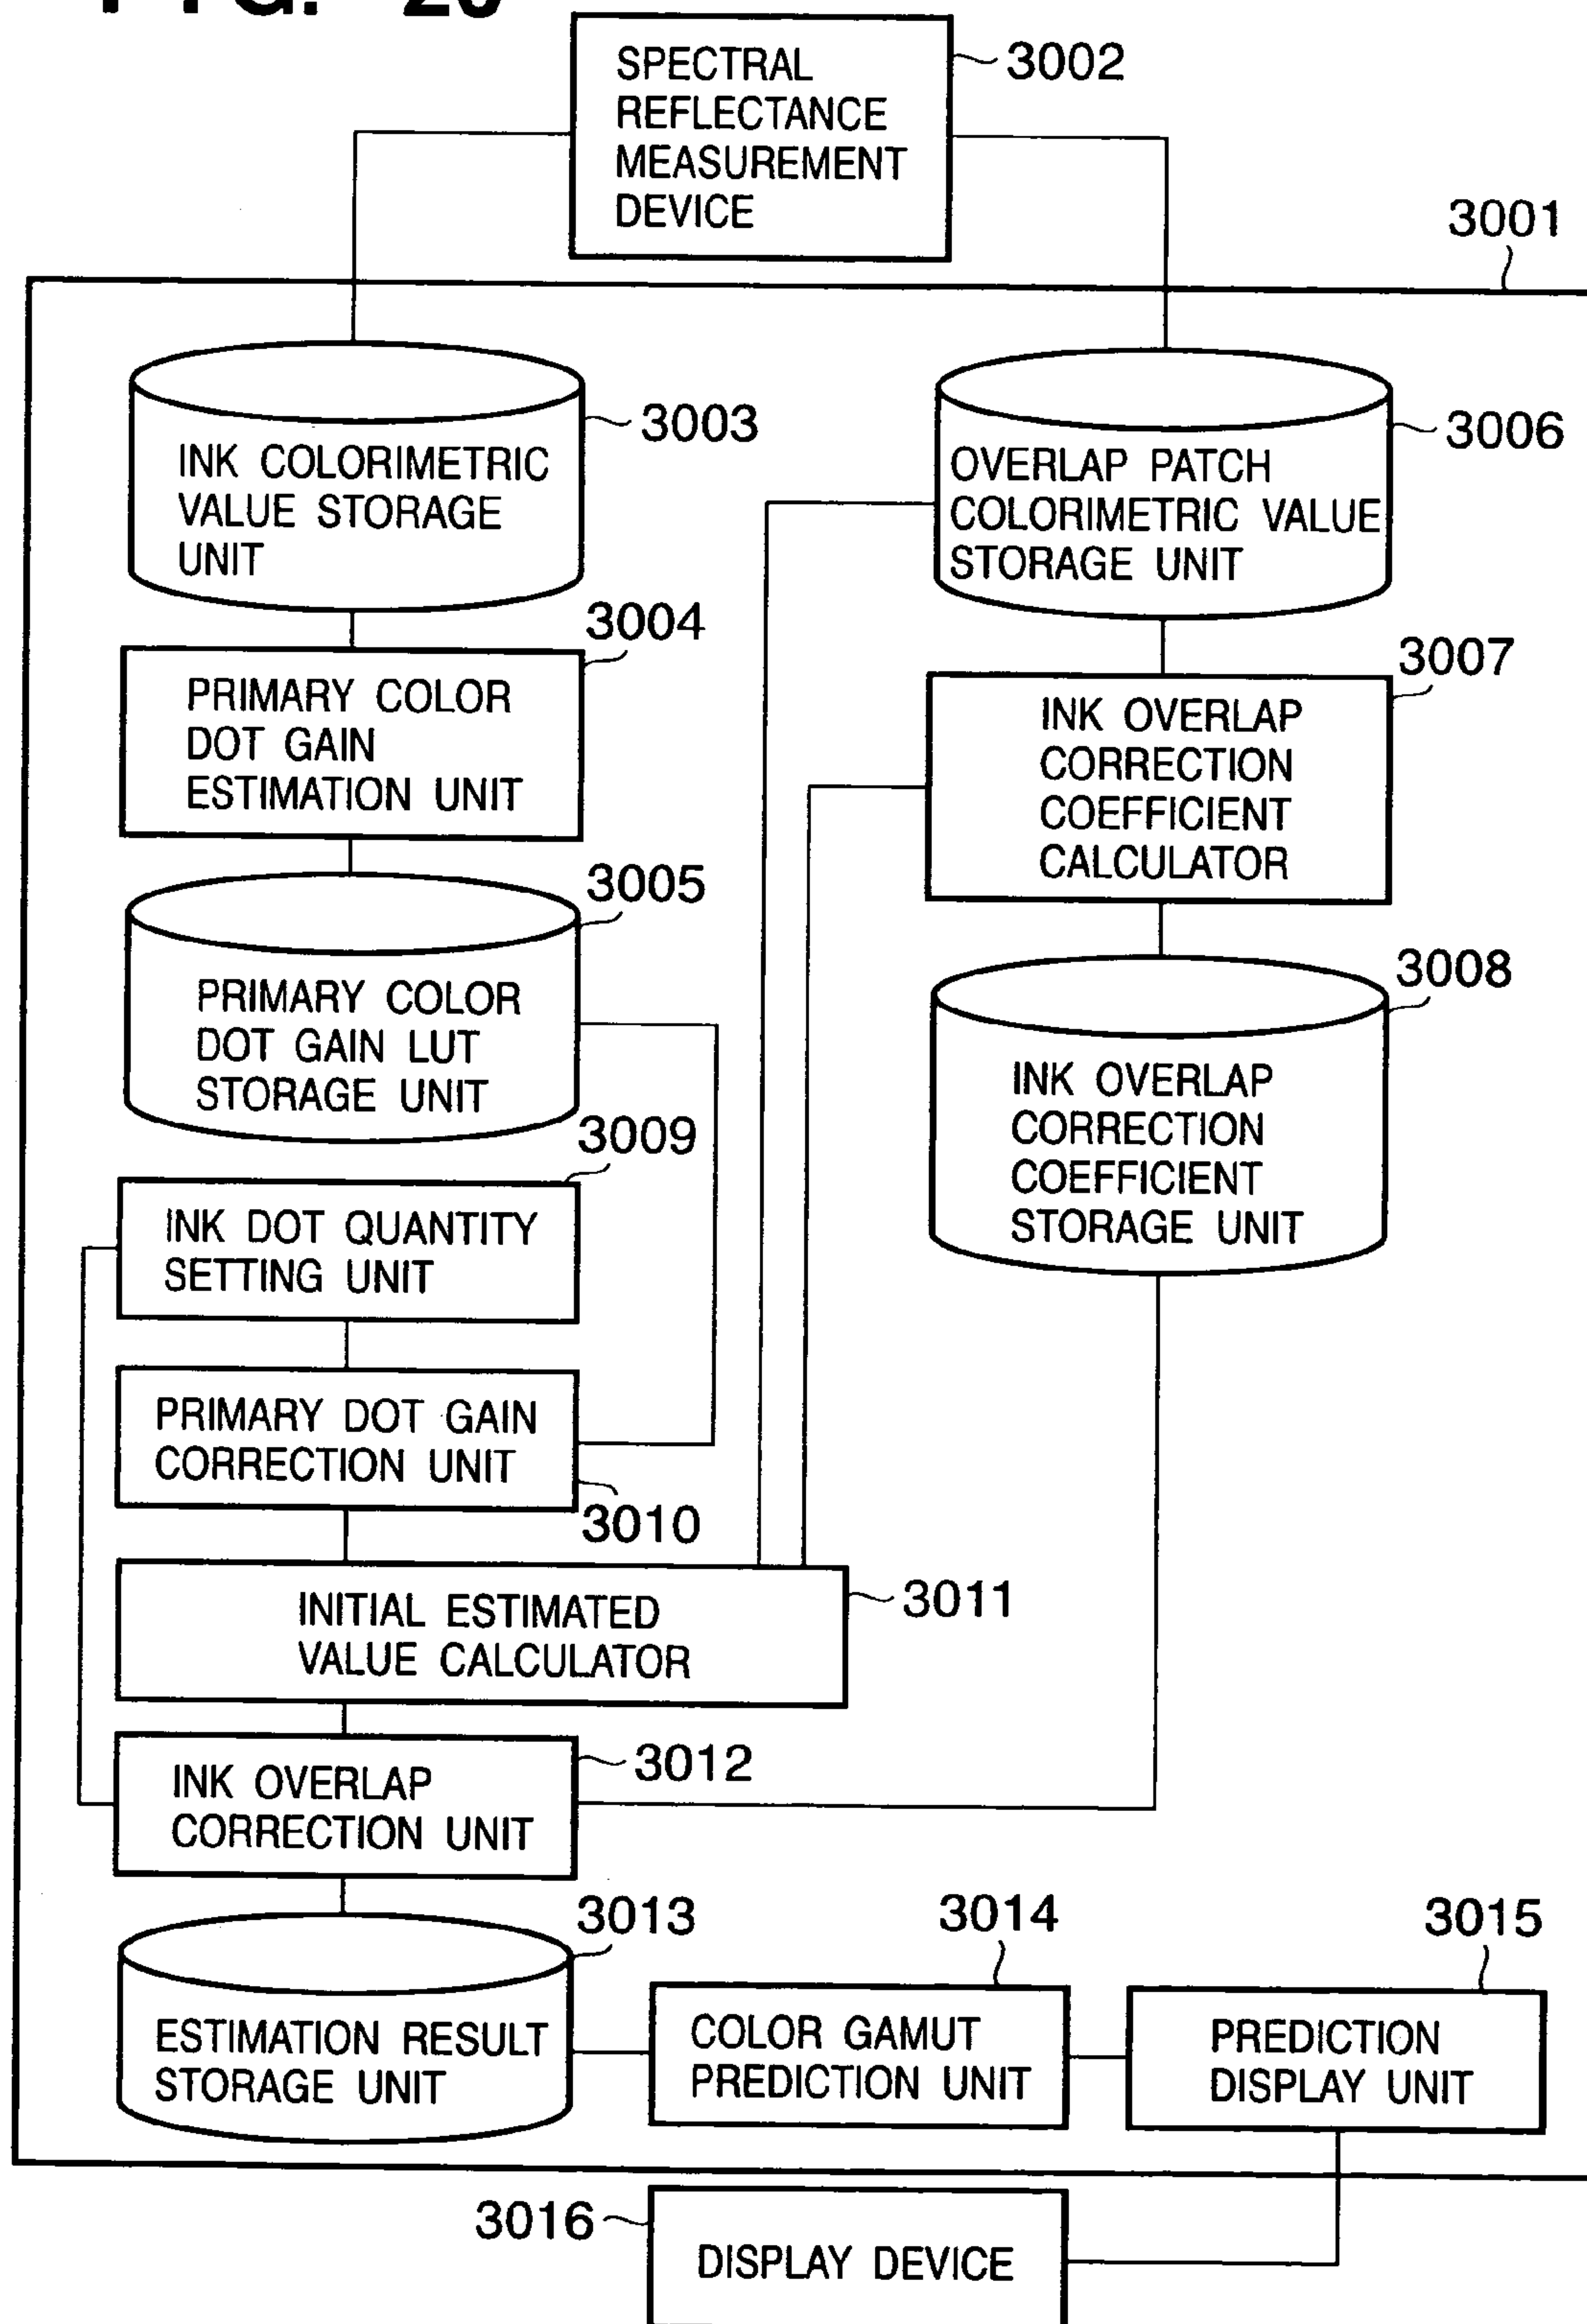 SPECTRAL
REFLECTANCE
MEASUREMENT
DEVICE
3002
3001
INK COLORIMETRIC
VALUE STORAGE
UNIT
3003
OVERLAP PATCH
COLORIMETRIC VALUE
STORAGE UNIT
3006
3004
PRIMARY COLOR
DOT GAIN
ESTIMATION UNIT
3007
INK OVERLAP
CORRECTION
COEFFICIENT
CALCULATOR
3005
PRIMARY COLOR
DOT GAIN LUT
STORAGE UNIT
3008
INK OVERLAP
CORRECTION
COEFFICIENT
STORAGE UNIT
3009
INK DOT QUANTITY
SETTING UNIT
PRIMARY DOT GAIN
CORRECTION UNIT
3010
INITIAL ESTIMATED
VALUE CALCULATOR
3011
INK OVERLAP
CORRECTION UNIT
3012
3013
ESTIMATION RESULT
STORAGE UNIT
3014
COLOR GAMUT
PREDICTION UNIT
3015
PREDICTION
DISPLAY UNIT
3016
DISPLAY DEVICE